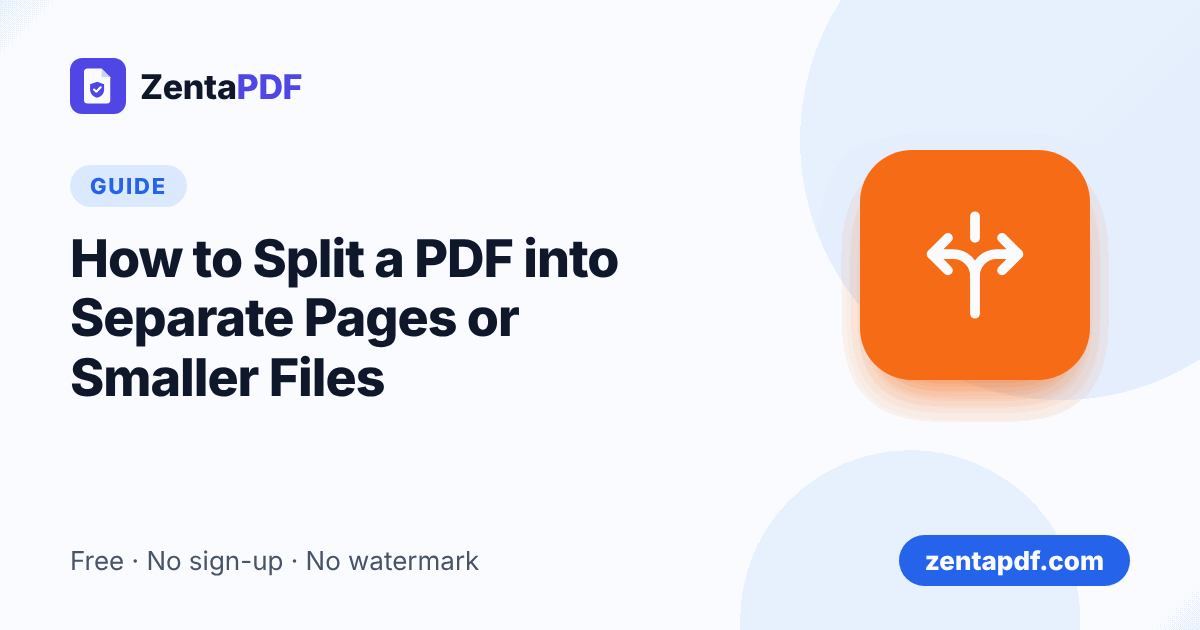 ZentaPDF
GUIDE
How to Split a PDF into
Separate Pages or
Smaller Files
Free · No sign-up · No watermark
zentapdf.com